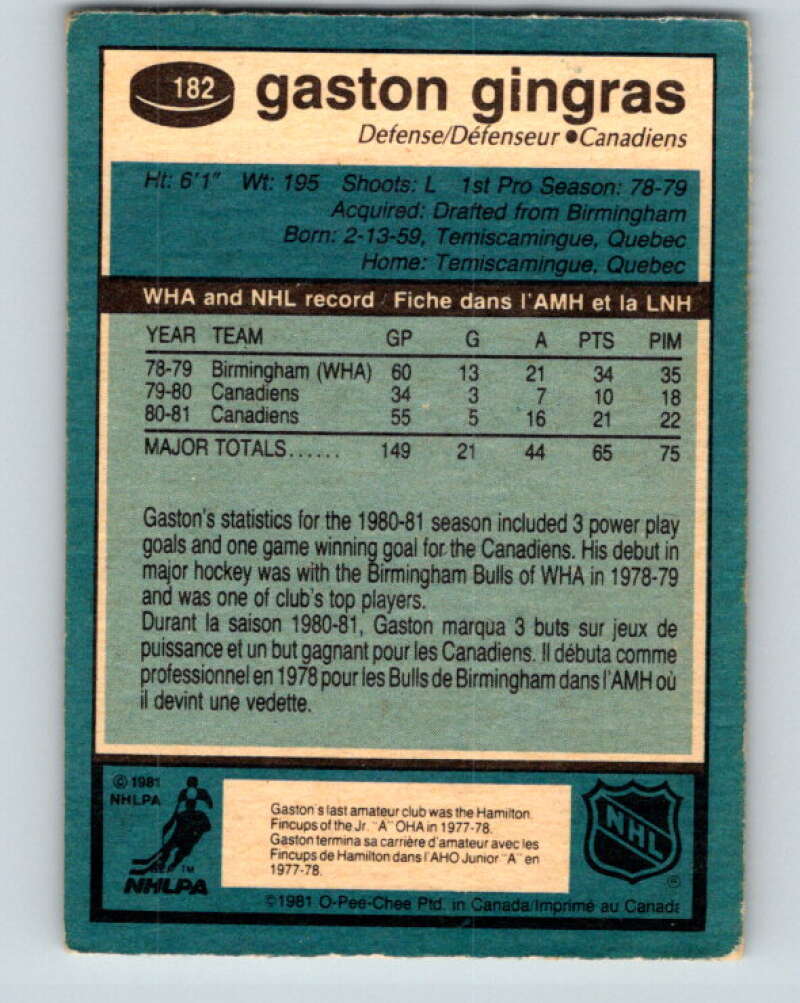 182
gaston gingras
Defense/Défenseur ●Canadiens
Ht: 6'1" Wt: 195 Shoots: L 1st Pro Season: 78-79
Acquired: Drafted from Birmingham
Born: 2-13-59, Temiscamingue, Quebec
Home: Temiscamingue, Quebec
WHA and NHL record / Fiche dans l'AMH et la LNH
YEAR TEAM GP G A PTS PIM
78-79 Birmingham (WHA) 60 13 21 34 35
79-80 Canadiens 34 3 7 10 18
80-81 Canadiens 55 5 16 21 22
MAJOR TOTALS...... 149 21 44 65 75
Gaston's statistics for the 1980-81 season included 3 power play
goals and one game winning goal for the Canadiens. His debut in
major hockey was with the Birmingham Bulls of WHA in 1978-79
and was one of club's top players.
Durant la saison 1980-81, Gaston marqua 3 buts sur jeux de
puissance et un but gagnant pour les Canadiens. Il débuta comme
professionnel en 1978 pour les Bulls de Birmingham dans l'AMH où
il devint une vedette.
© 1981
NHLPA
TM
NHLPA
Gaston's last amateur club was the Hamilton
Fincups of the Jr. "A" OHA in 1977-78.
Gaston termina sa carrière d'amateur avec les
Fincups de Hamilton dans l'AHO Junior "A" en
1977-78.
NHL
®
©1981 O-Pee-Chee Ptd. in Canada/Imprimé au Canada